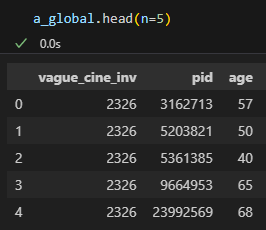 a_global.head(n=5)
0.0s
vague_cine_inv pid age
0 2326 3162713 57
1 2326 5203821 50
2 2326 5361385 40
3 2326 9664953 65
4 2326 23992569 68